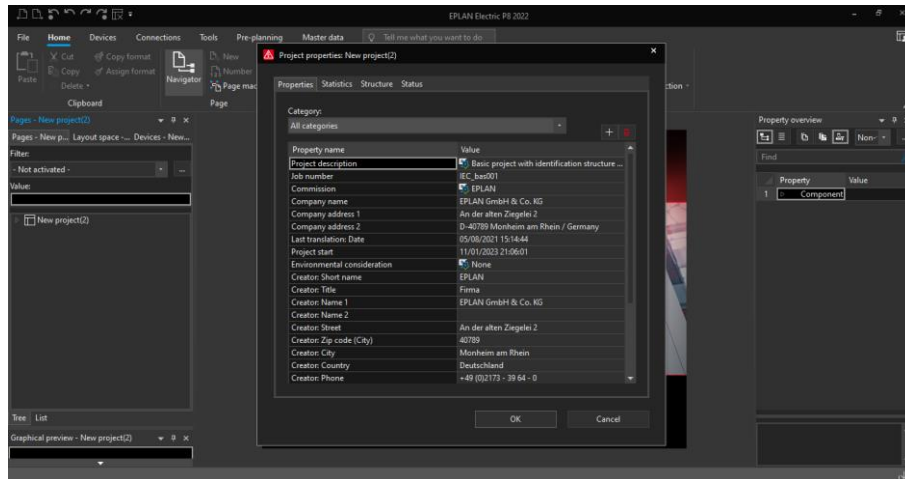 EPLAN Electric P8 2022
File Home Devices Connections Tools Pre-planning Master data Tell me what you want to do
Paste
Cut
Copy
Delete
Copy format
Assign format
Clipboard
Navigator
New
Number
Page mac
Page
ction
Pages - New project(2)
Pages - New p... Layout space -... Devices - New...
Filter:
- Not activated -
...
Value:
New project(2)
Tree List
Graphical preview - New project(2)
Project properties: New project(2)
Properties Statistics Structure Status
Category:
All categories
Property name Value
Project description Basic project with identification structure ...
Job number IEC_bas001
Commission EPLAN
Company name EPLAN GmbH & Co. KG
Company address 1 An der alten Ziegelei 2
Company address 2 D-40789 Monheim am Rhein / Germany
Last translation: Date 05/08/2021 15:14:44
Project start 11/01/2023 21:06:01
Environmental consideration None
Creator: Short name EPLAN
Creator: Title Firma
Creator: Name 1 EPLAN GmbH & Co. KG
Creator: Name 2
Creator: Street An der alten Ziegelei 2
Creator: Zip code (City) 40789
Creator: City Monheim am Rhein
Creator: Country Deutschland
Creator: Phone +49 (0)2173 - 39 64 - 0
OK Cancel
Property overview
Non-
Find
Property Value
1 Component